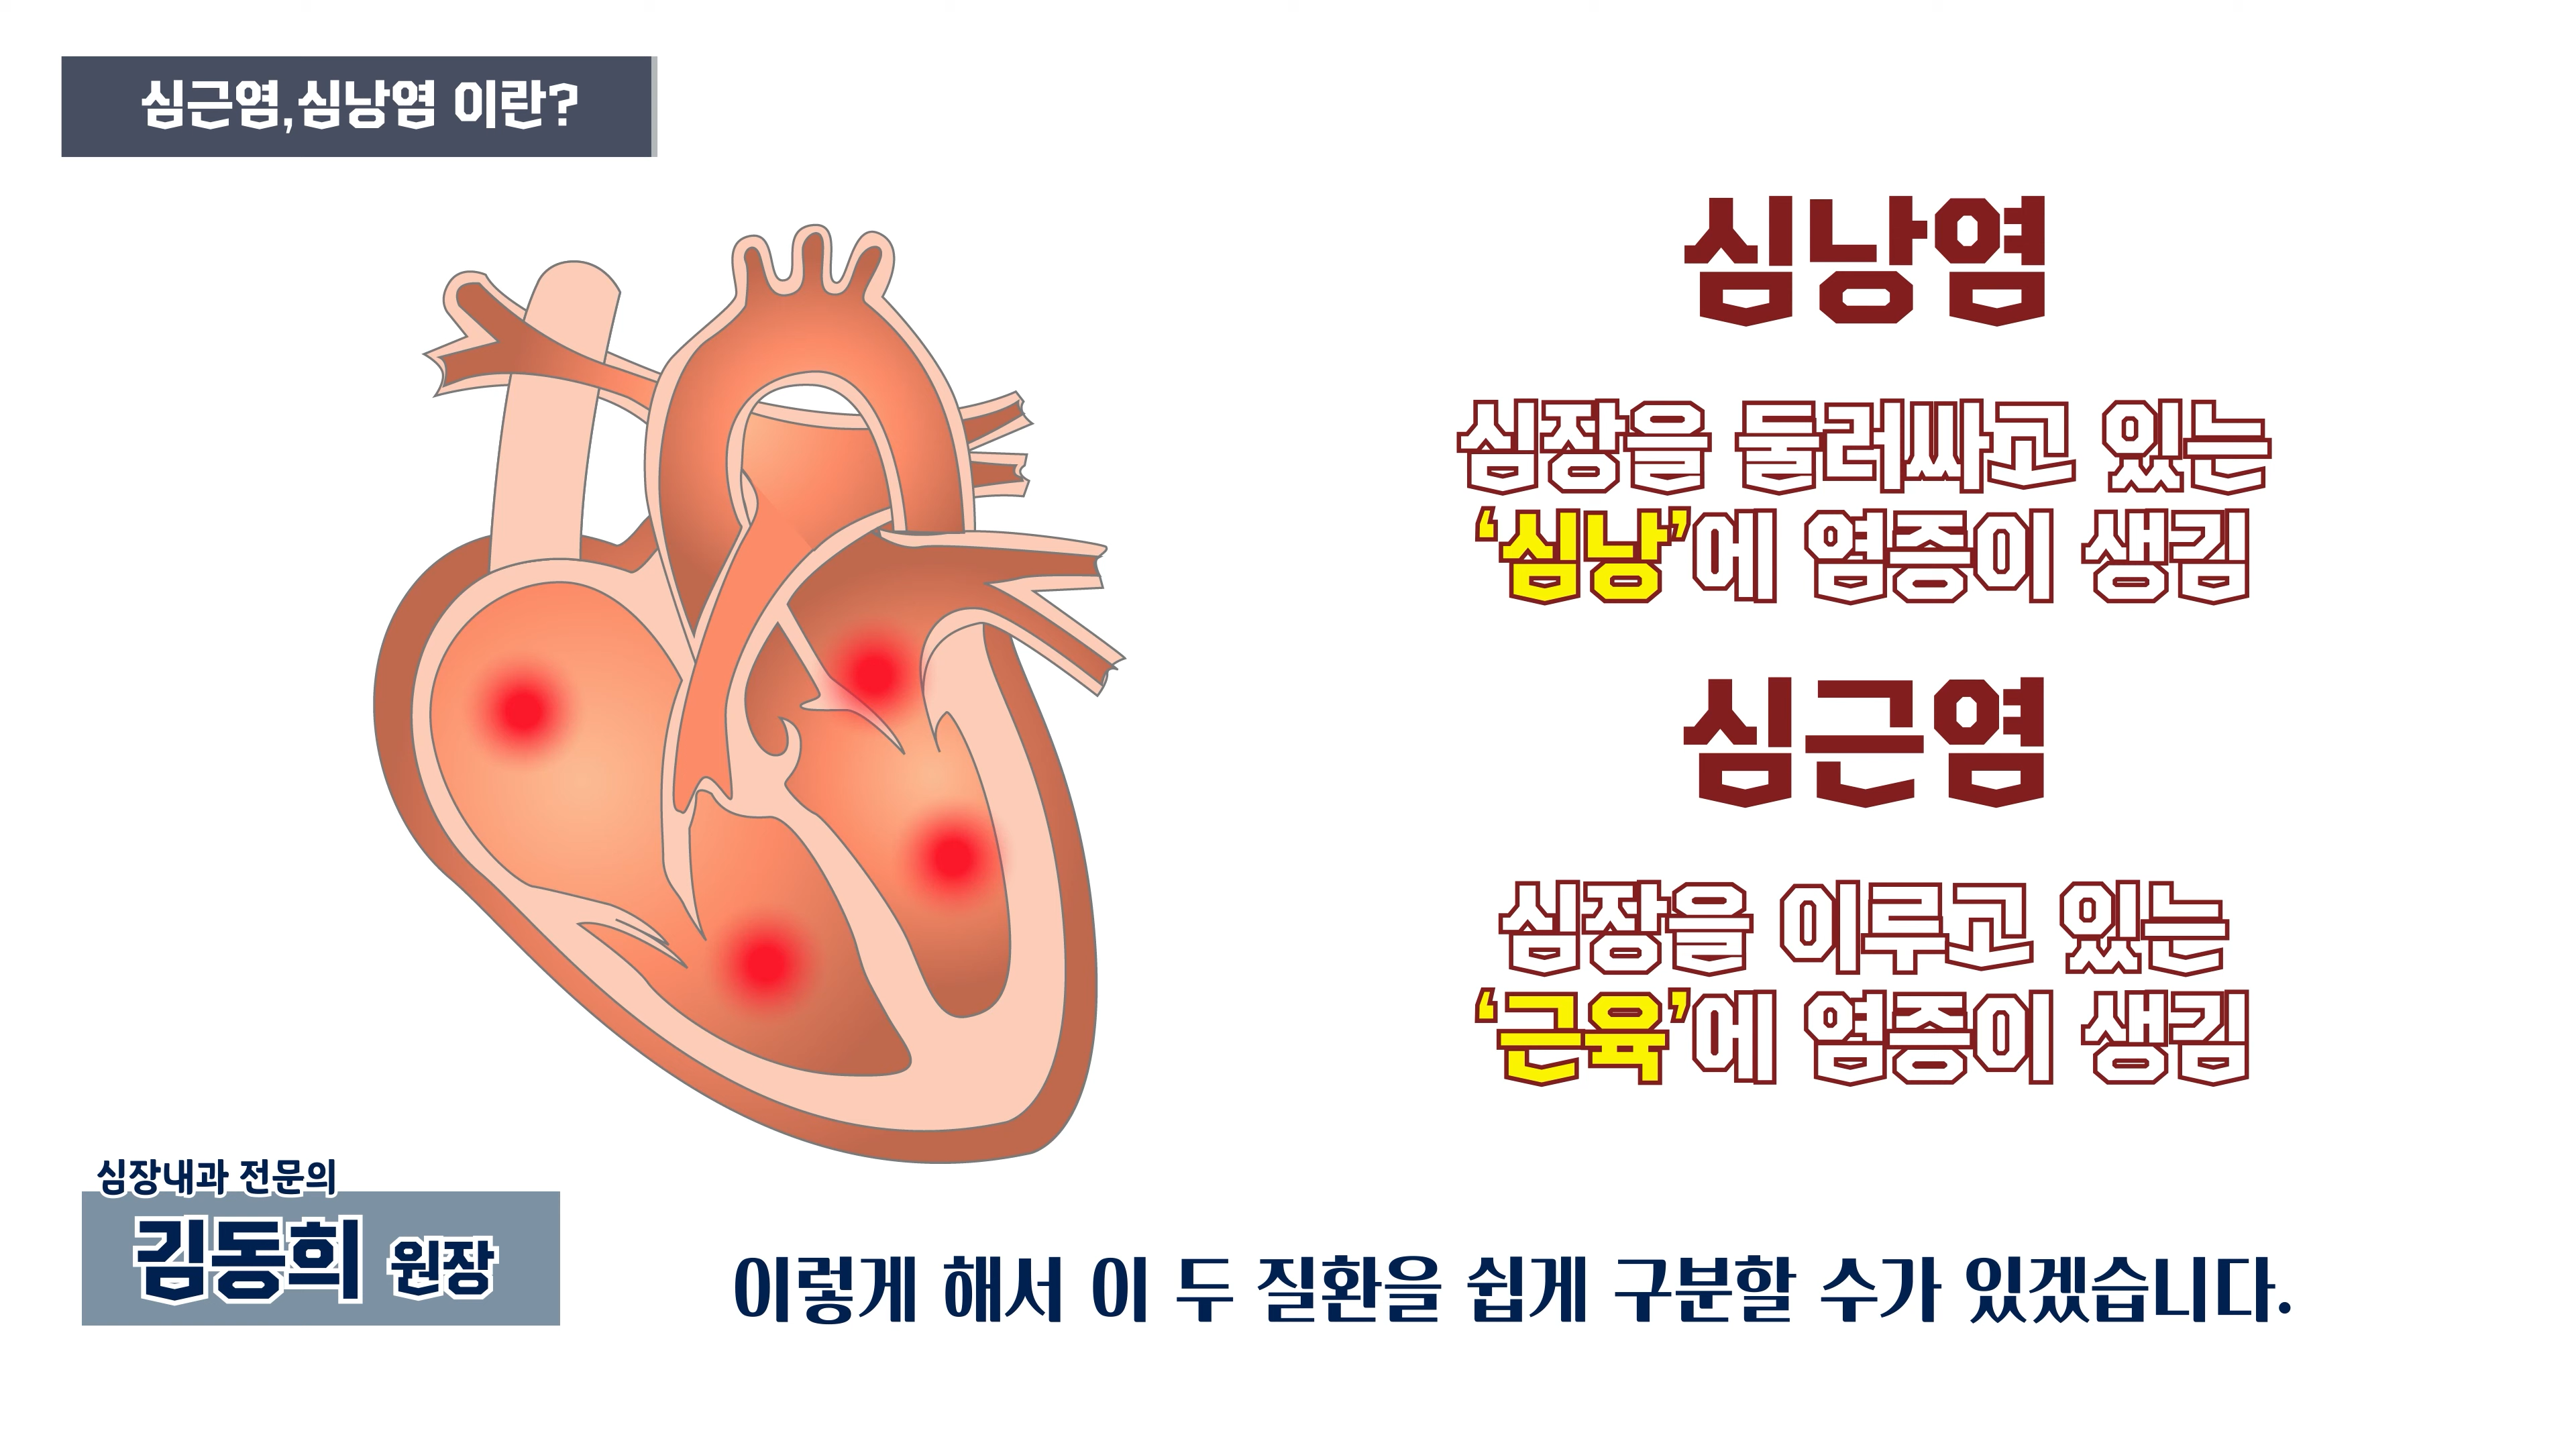 심근염,심낭염 이란?
심낭염
심장을 둘러싸고 있는
‘심낭’에 염증이 생김
심근염
심장을 이루고 있는
‘근육’에 염증이 생김
심장내과 전문의
김동희 원장
이렇게 해서 이 두 질환을 쉽게 구분할 수가 있겠습니다.